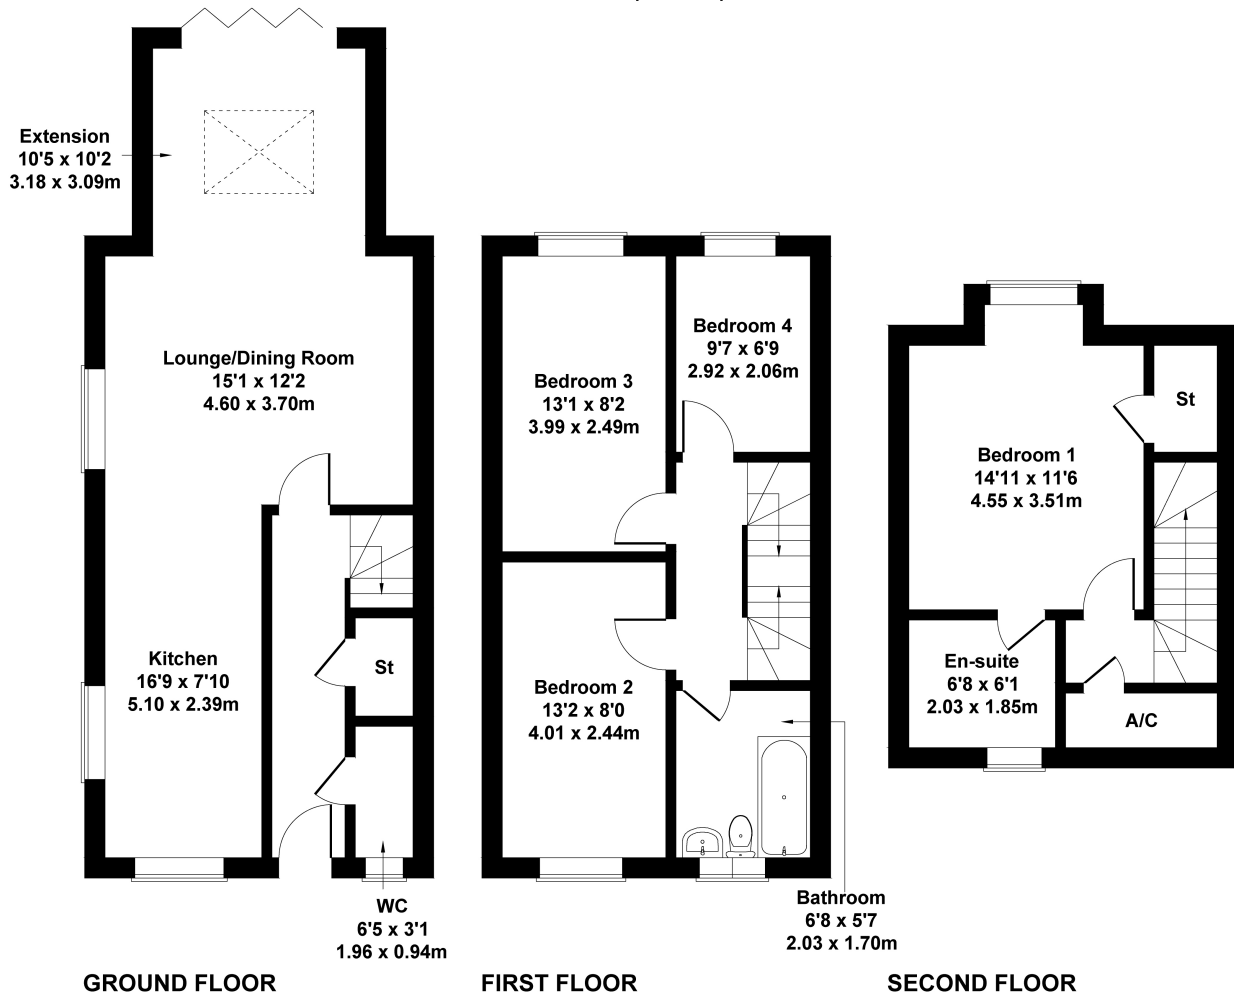 Extension
10'5 x 10'2
3.18 x 3.09m
Lounge/Dining Room
15'1 x 12'2
4.60 x 3.70m
Kitchen
16'9 x 7'10
5.10 x 2.39m
St
WC
6'5 x 3'1
1.96 x 0.94m
GROUND FLOOR
Bedroom 4
9'7 x 6'9
2.92 x 2.06m
Bedroom 3
13'1 x 8'2
3.99 x 2.49m
Bedroom 2
13'2 x 8'0
4.01 x 2.44m
Bathroom
6'8 x 5'7
2.03 x 1.70m
FIRST FLOOR
St
Bedroom 1
14'11 x 11'6
4.55 x 3.51m
En-suite
6'8 x 6'1
2.03 x 1.85m
A/C
SECOND FLOOR